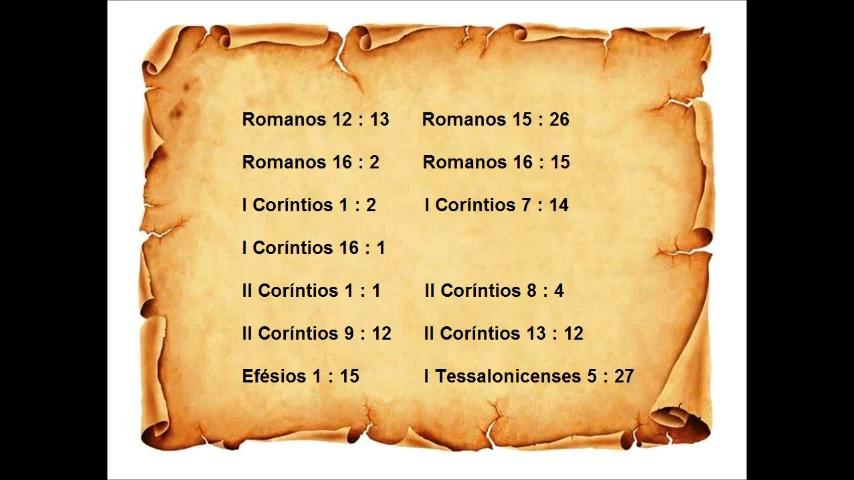 Romanos 12 : 13 Romanos 15 : 26
Romanos 16 : 2 Romanos 16 : 15
I Coríntios 1 : 2 I Coríntios 7 : 14
I Coríntios 16 : 1
II Coríntios 1 : 1 II Coríntios 8 : 4
II Coríntios 9 : 12 II Coríntios 13 : 12
Efésios 1 : 15 I Tessalonicenses 5 : 27